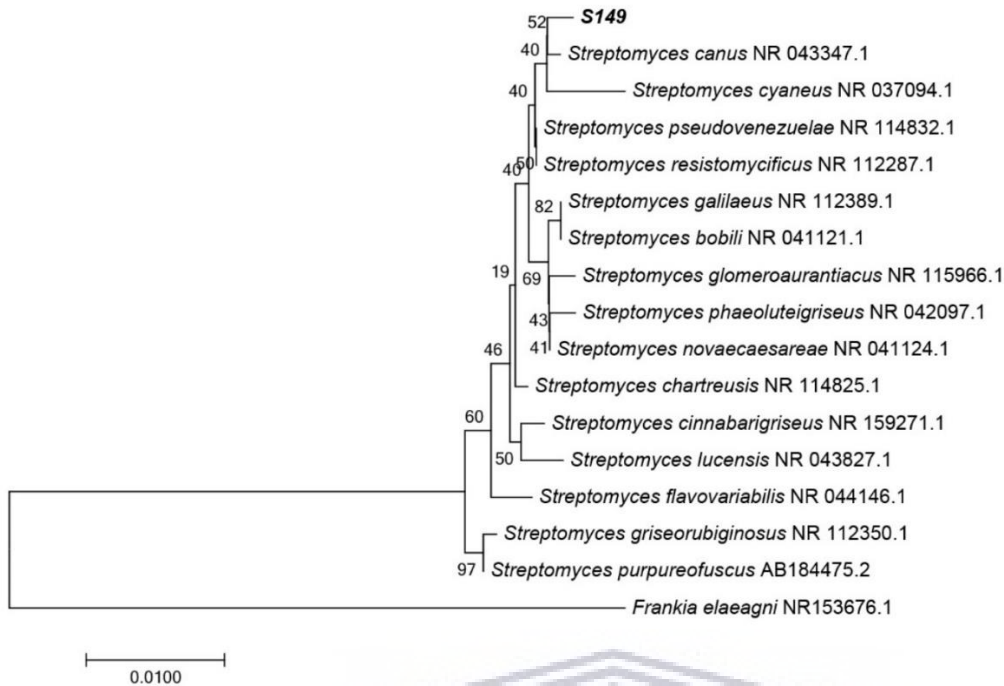 52
S149
40
Streptomyces canus NR 043347.1
40
Streptomyces cyaneus NR 037094.1
Streptomyces pseudovenezuelae NR 114832.1
40
50
Streptomyces resistomycificus NR 112287.1
82
Streptomyces galilaeus NR 112389.1
Streptomyces bobili NR 041121.1
19
69
Streptomyces glomeroaurantiacus NR 115966.1
43
Streptomyces phaeoluteigriseus NR 042097.1
46
41
Streptomyces novaecaesareae NR 041124.1
Streptomyces chartreusis NR 114825.1
60
Streptomyces cinnabarigriseus NR 159271.1
50
Streptomyces lucensis NR 043827.1
Streptomyces flavovariabilis NR 044146.1
Streptomyces griseorubiginosus NR 112350.1
97
Streptomyces purpureofuscus AB184475.2
Frankia elaeagni NR153676.1
0.0100